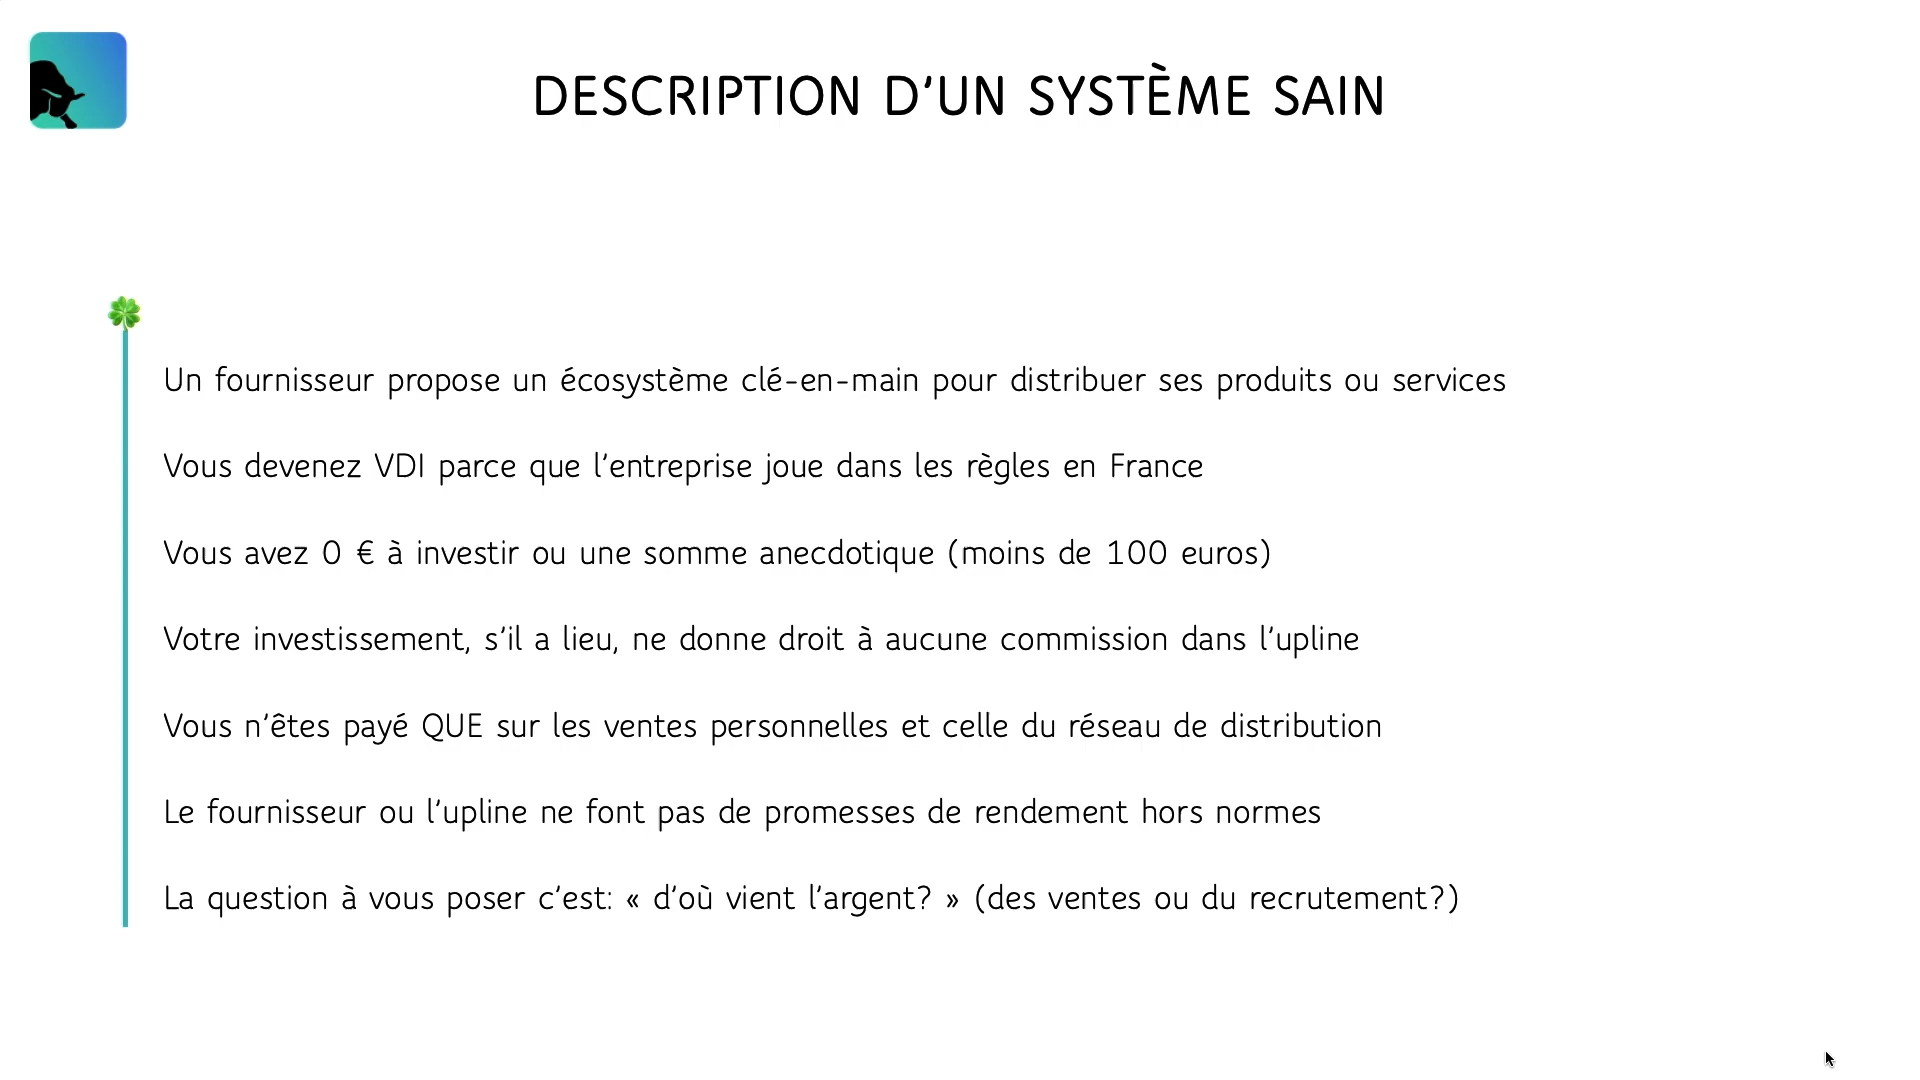 DESCRIPTION D'UN SYSTÈME SAIN
Un fournisseur propose un écosystème clé-en-main pour distribuer ses produits ou services
Vous devenez VDI parce que l'entreprise joue dans les règles en France
Vous avez 0 € à investir ou une somme anecdotique (moins de 100 euros)
Votre investissement, s'il a lieu, ne donne droit à aucune commission dans l'upline
Vous n'êtes payé QUE sur les ventes personnelles et celle du réseau de distribution
Le fournisseur ou l'upline ne font pas de promesses de rendement hors normes
La question à vous poser c'est: « d'où vient l'argent? » (des ventes ou du recrutement?)